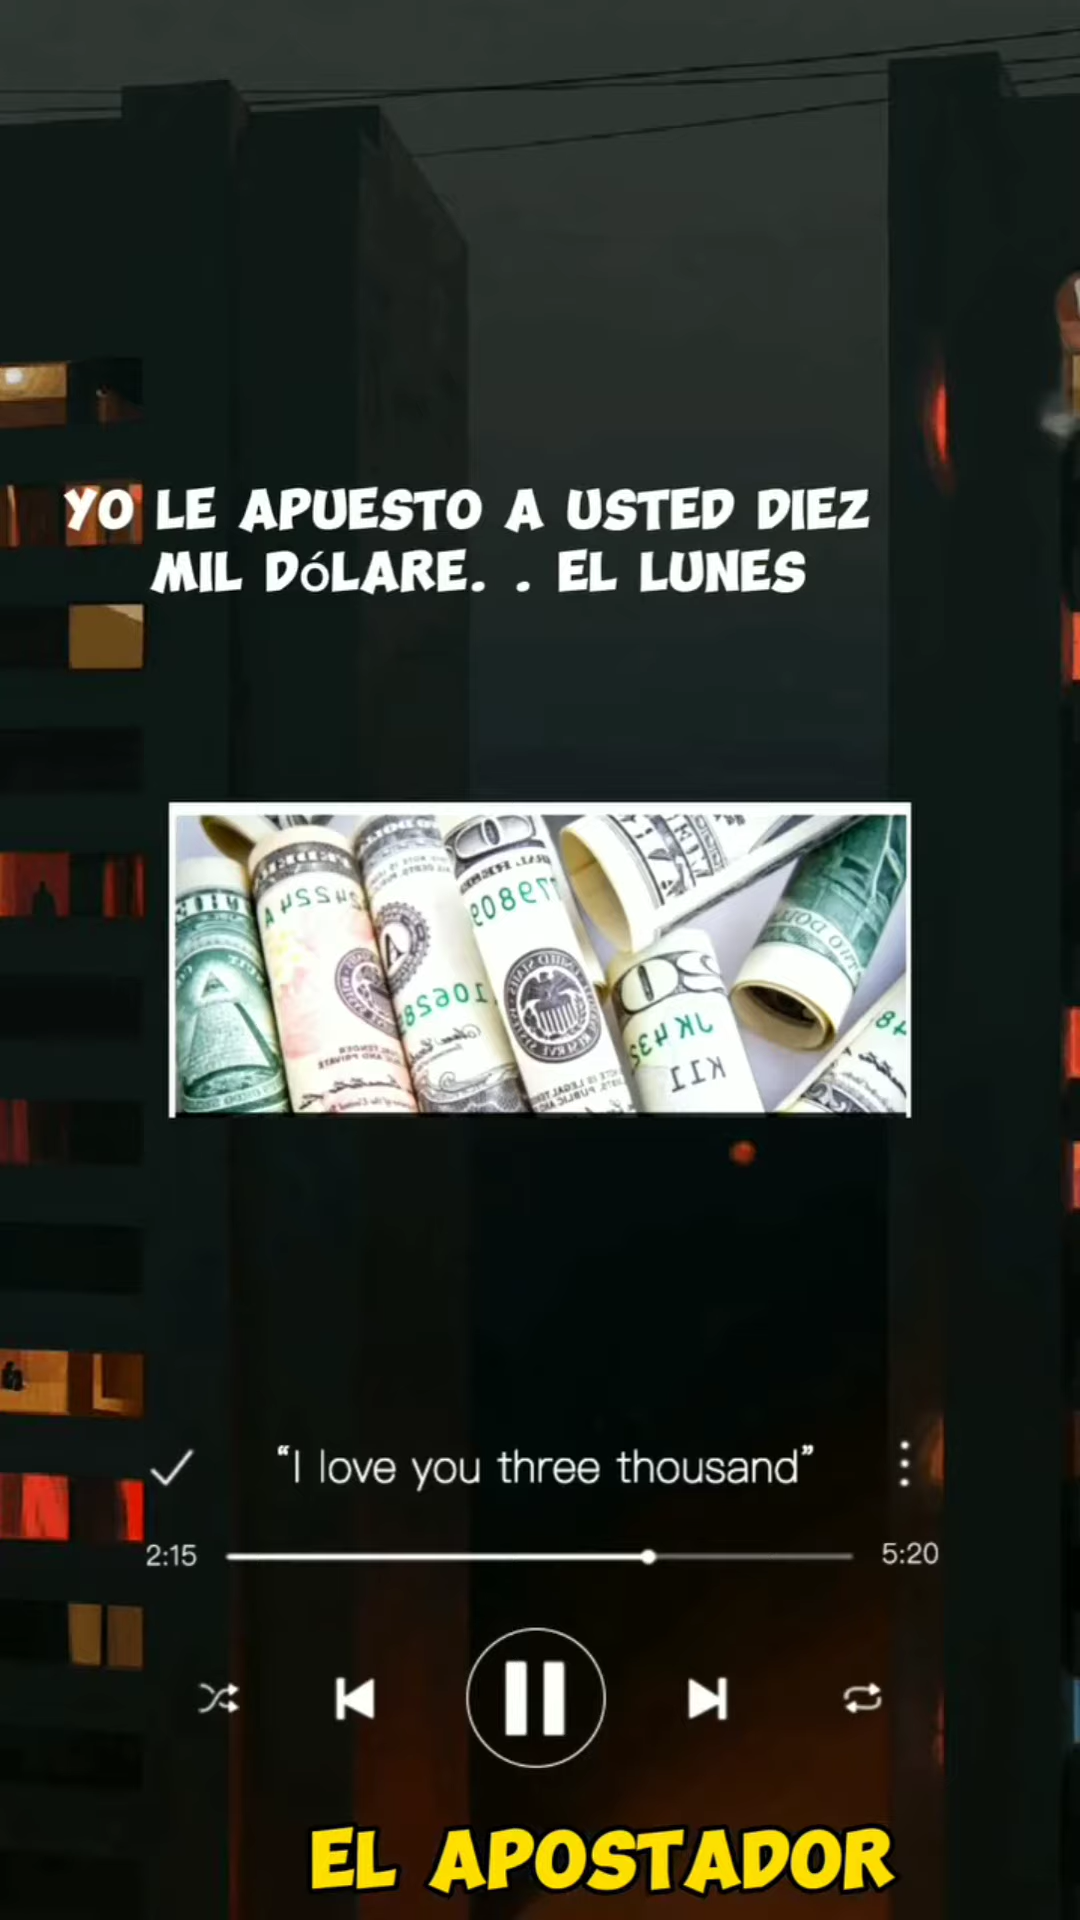 YO LE APUESTO A USTED DIEZ
MIL DóLARE. . EL LUNES
“I love you three thousand”
2:15
5:20
EL APOSTADOR